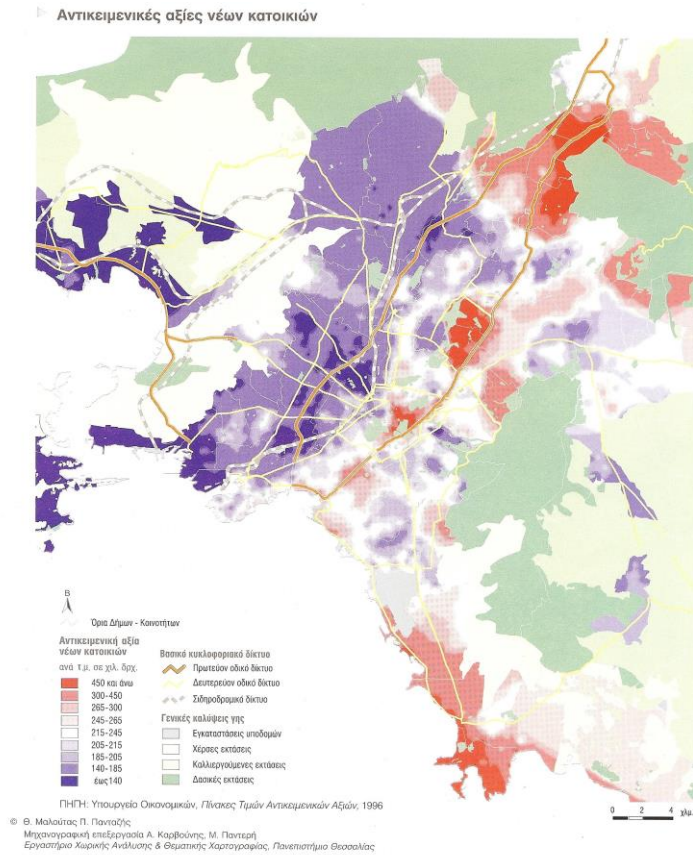 Αντικειμενικές αξίες νέων κατοικιών
Β
Όρια Δήμων - Κοινοτήτων
Αντικειμενική αξία
νέων κατοικιών
ανά τ.μ. σε χιλ. δρχ.
450 και άνω
300-450
265-300
245-265
215-245
205-215
185-205
140-185
έως 140
Βασικό κυκλοφοριακό δίκτυο
Πρωτεύον οδικό δίκτυο
Δευτερεύον οδικό δίκτυο
Σιδηροδρομικό δίκτυο
Γενικές καλύψεις γης
Εγκαταστάσεις υποδομών
Χέρσες εκτάσεις
Καλλιεργούμενες εκτάσεις
Δασικές εκτάσεις
0 2 4 χλμ.
ΠΗΓΗ: Υπουργείο Οικονομικών, Πίνακες Τιμών Αντικειμενικών Αξιών, 1996
© Θ. Μαλούτας Π. Πανταζής
Μηχανογραφική επεξεργασία Α. Καρβούνης, Μ. Παντερή
Εργαστήριο Χωρικής Ανάλυσης & Θεματικής Χαρτογραφίας, Πανεπιστήμιο Θεσσαλίας